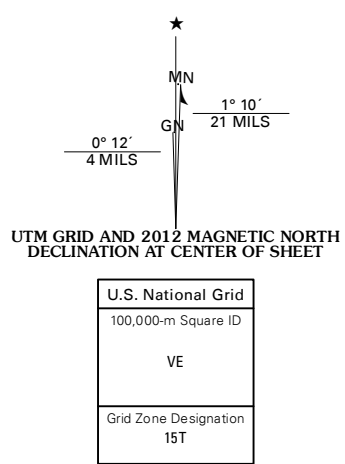 MN
1° 10´
21 MILS
GN
0° 12´
4 MILS
UTM GRID AND 2012 MAGNETIC NORTH
DECLINATION AT CENTER OF SHEET
U.S. National Grid
100,000-m Square ID
VE
Grid Zone Designation
15T